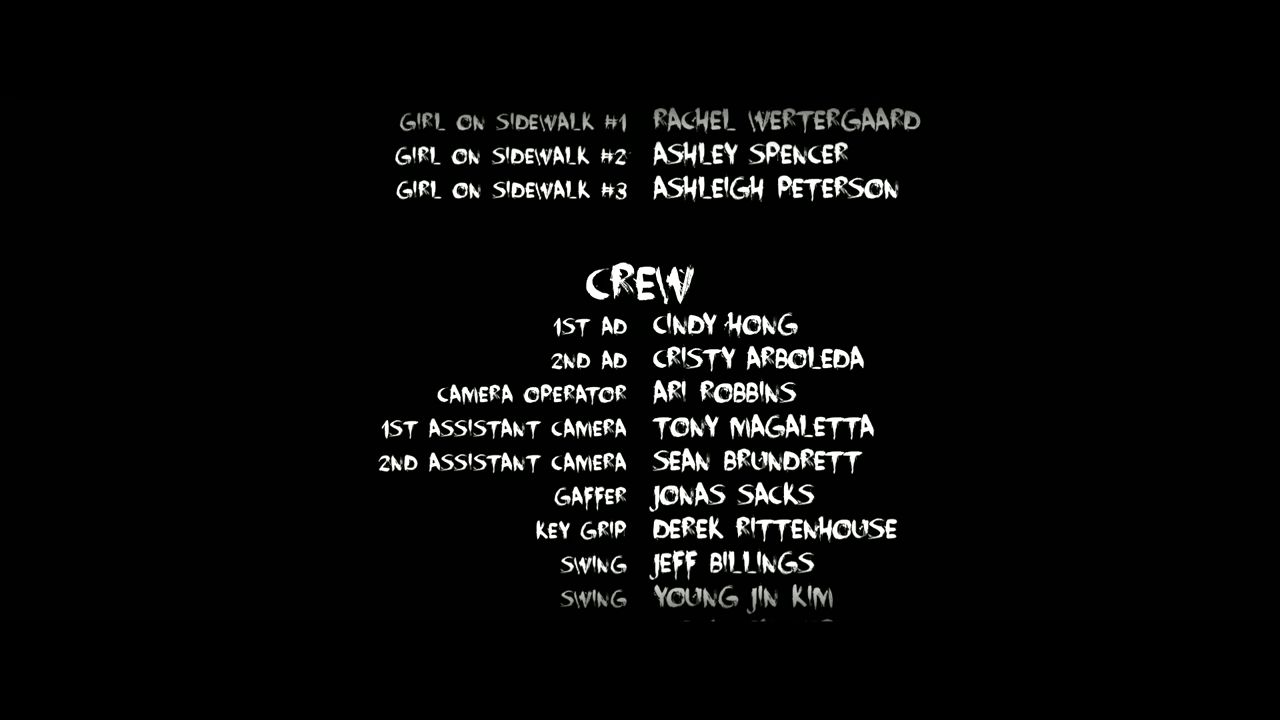 GIRL ON SIDEWALK #1 RACHEL WERTERGAARD
GIRL ON SIDEWALK #2 ASHLEY SPENCER
GIRL ON SIDEWALK #3 ASHLEIGH PETERSON
CREW
1ST AD CINDY HONG
2ND AD CRISTY ARBOLEDA
CAMERA OPERATOR ARI ROBBINS
1ST ASSISTANT CAMERA TONY MAGALETTA
2ND ASSISTANT CAMERA SEAN BRUNDRETT
GAFFER JONAS SACKS
KEY GRIP DEREK RITTENHOUSE
SWING JEFF BILLINGS
SWING YOUNG JIN KIM